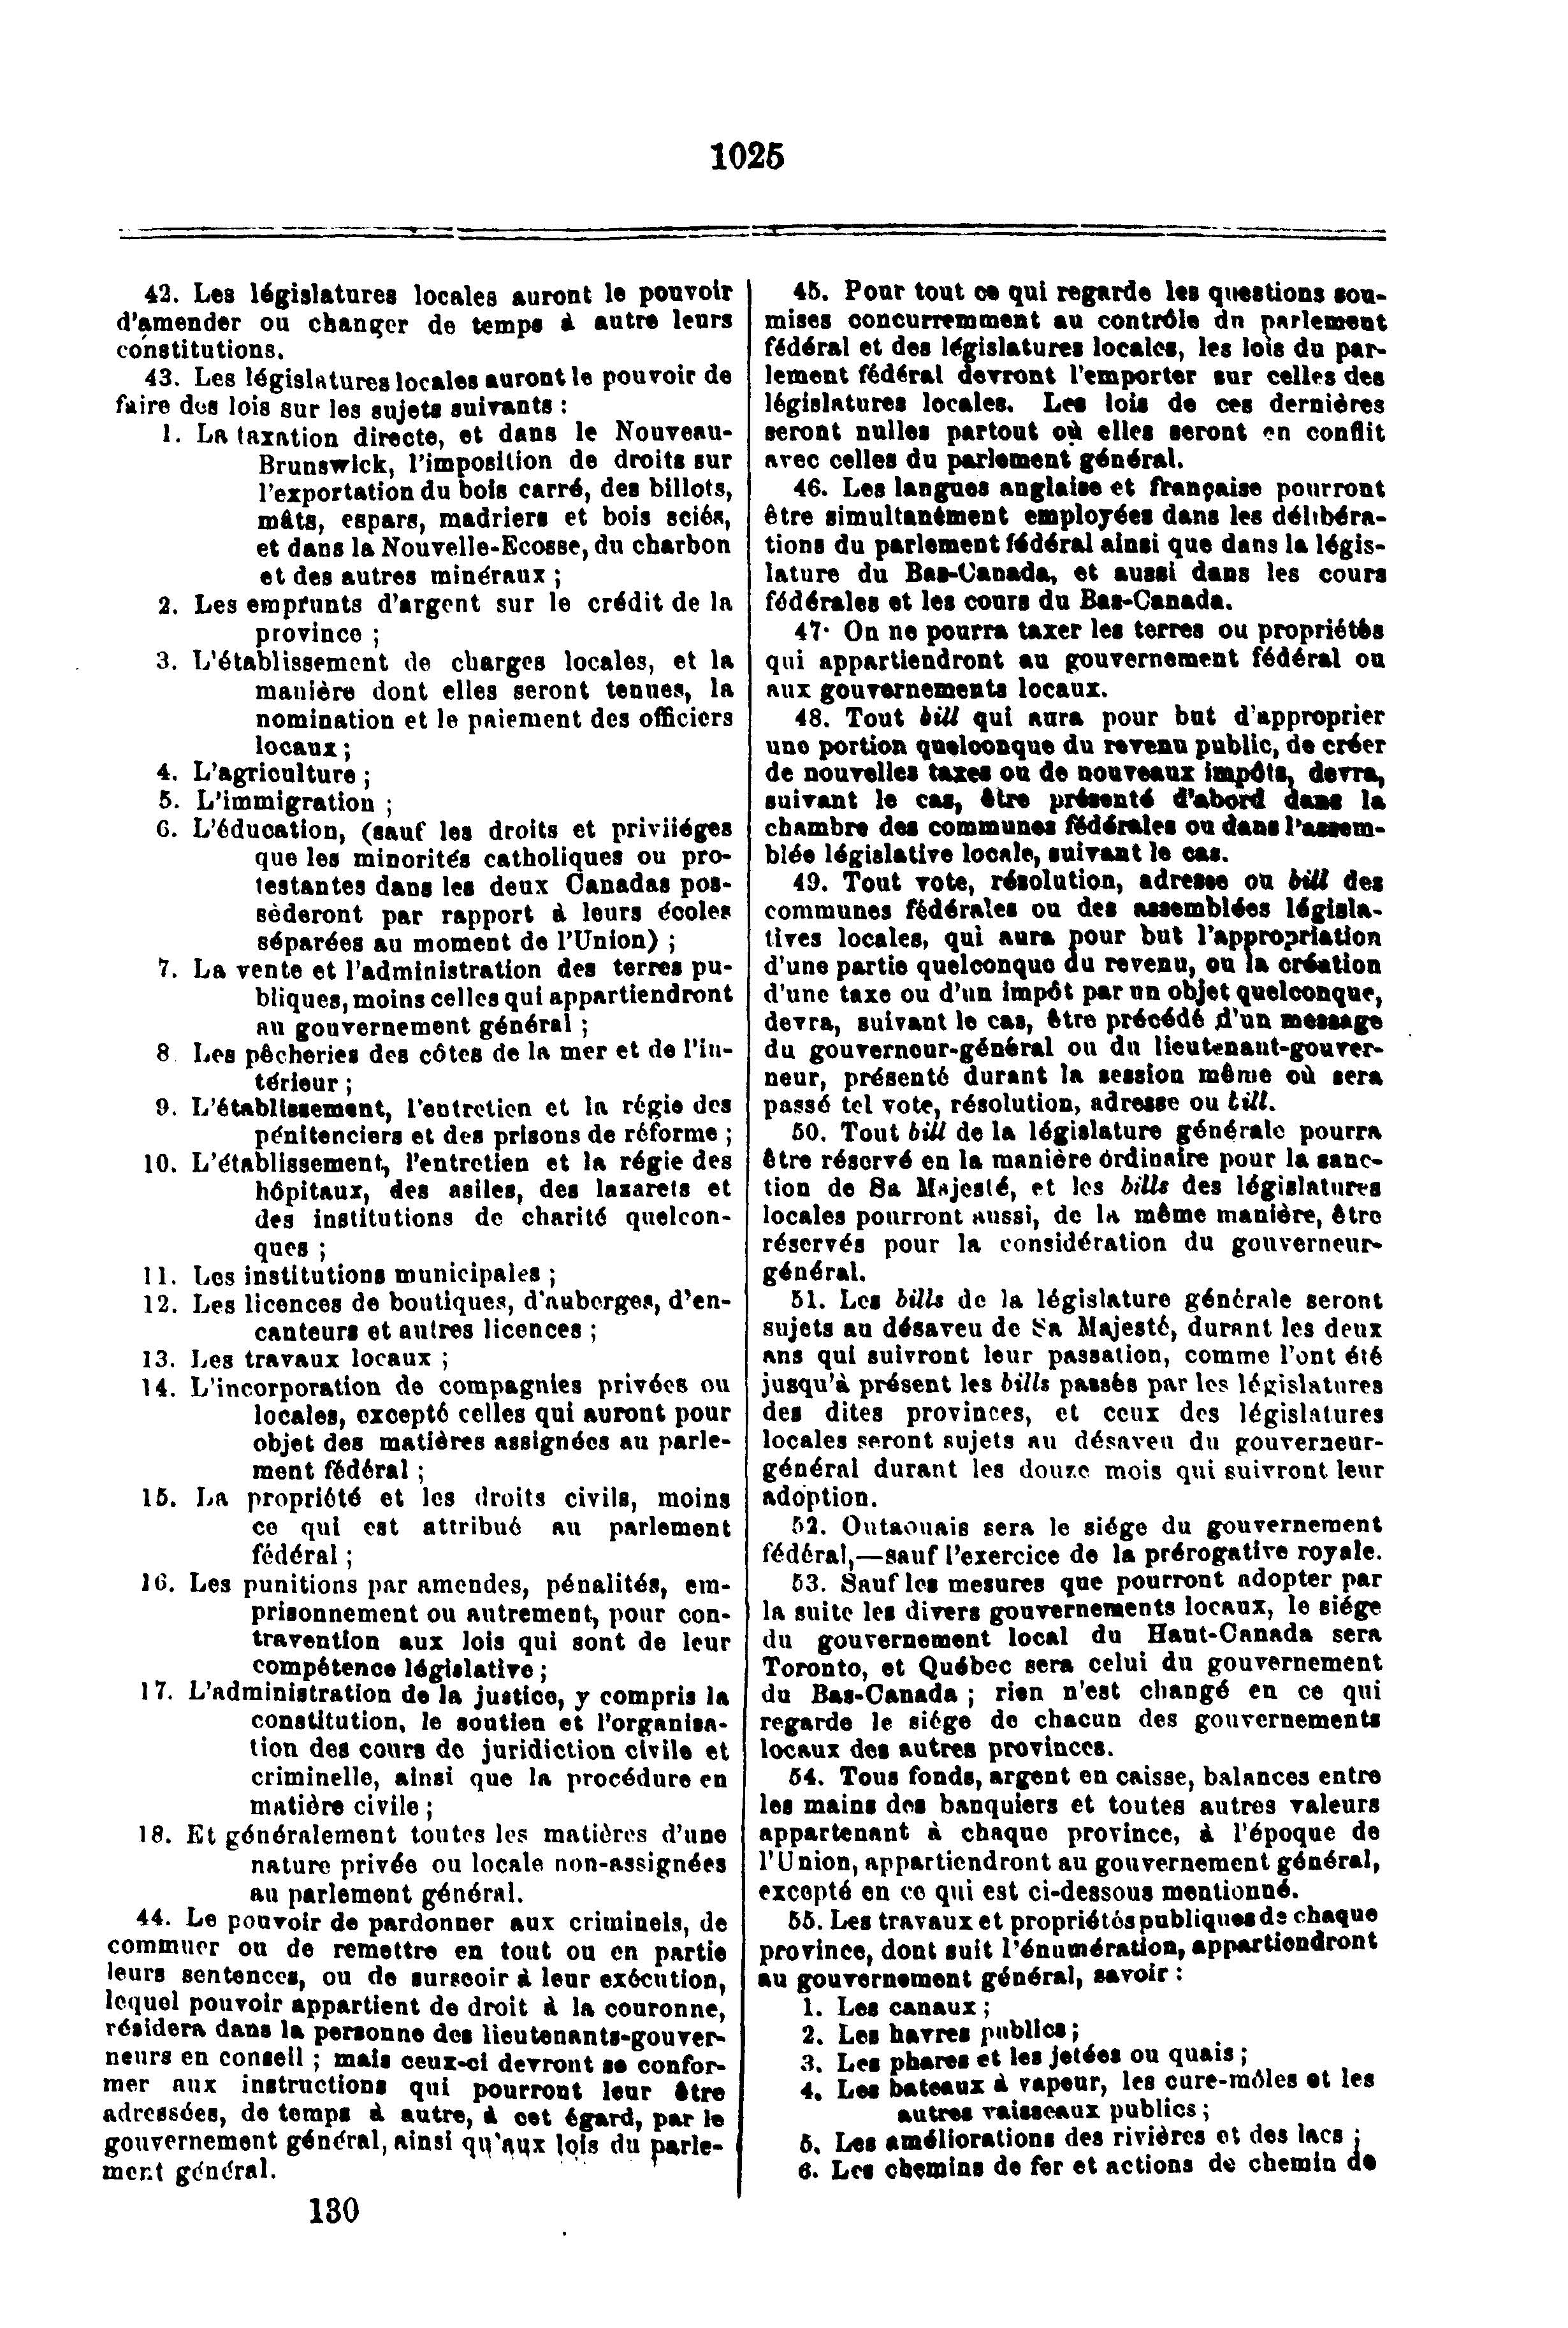 1025
42. Les législatures locales auront le pouvoir
d'amender ou changer de temps à autre leurs
constitutions.
43. Les législatures locales auront le pouvoir de
faire des lois sur les sujets suivants :
1. La taxation directe, et dans le Nouveau-
Brunswick, l'imposition de droits sur
l'exportation du bois carré, des billots,
mâts, espars, madriers et bois sciés,
et dans la Nouvelle-Ecosse, du charbon
et des autres minéraux ;
2. Les emprunts d'argent sur le crédit de la
province ;
3. L'établissement de charges locales, et la
manière dont elles seront tenues, la
nomination et le paiement des officiers
locaux ;
4. L'agriculture ;
5. L'immigration ;
6. L'éducation, (sauf les droits et priviléges
que les minorités catholiques ou pro-
testantes dans les deux Canadas pos-
sèderont par rapport à leurs écoles
séparées au moment de l'Union) ;
7. La vente et l'administration des terres pu-
bliques, moins celles qui appartiendront
au gouvernement général ;
8 Les pêcheries des côtes de la mer et de l'in-
térieur ;
9. L'établissement, l'entretien et la régie des
pénitenciers et des prisons de réforme ;
10. L'établissement, l'entretien et la régie des
hôpitaux, des asiles, des lazarets et
des institutions de charité quelcon-
ques ;
11. Les institutions municipales ;
12. Les licences de boutiques, d'auberges, d'en-
canteurs et autres licences ;
13. Les travaux locaux ;
14. L'incorporation de compagnies privées ou
locales, excepté celles qui auront pour
objet des matières assignées au parle-
ment fédéral ;
15. La propriété et les droits civils, moins
ce qui est attribué au parlement
fédéral ;
16. Les punitions par amendes, pénalités, em-
prisonnement ou autrement, pour con-
travention aux lois qui sont de leur
compétence législative ;
17. L'administration de la justice, y compris la
constitution, le soutien et l'organisa-
tion des cours de juridiction civile et
criminelle, ainsi que la procédure en
matière civile ;
18. Et généralement toutes les matières d'une
nature privée ou locale non-assignées
au parlement général.
44. Le pouvoir de pardonner aux criminels, de
commuer ou de remettre en tout ou en partie
leurs sentences, ou de surseoir à leur exécution,
lequel pouvoir appartient de droit à la couronne,
résidera dans la personne des lieutenants-gouver-
neurs en conseil ; mais ceux-ci devront se confor-
mer aux instructions qui pourront leur être
adressées, de temps à autre, à cet égard, par le
gouvernement général, ainsi qu'aux lois du parle-
ment général.
130
45. Pour tout ce qui regarde les questions sou-
mises concurremment au contrôle du parlement
fédéral et des législatures locales, les lois du par-
lement fédéral devront l'emporter sur celles des
législatures locales. Les lois de ces dernières
seront nulles partout où elles seront en conflit
avec celles du parlement général.
46. Les langues anglaise et française pourront
être simultanément employées dans les délibéra-
tions du parlement fédéral ainsi que dans la légis-
lature du Bas-Canada, et aussi dans les cours
fédérales et les cours du Bas-Canada.
47· On ne pourra taxer les terres ou propriétés
qui appartiendront au gouvernement fédéral ou
aux gouvernements locaux.
48. Tout bill qui aura pour but d'approprier
une portion quelconque du revenu public, de créer
de nouvelles taxes ou de nouveaux impôts, devra,
suivant le cas, être présenté d'abord dans la
chambre des communes fédérales ou dans l'assem-
blée législative locale, suivant le cas.
49. Tout vote, résolution, adresse ou bill des
communes fédérales ou des assemblées législa-
tives locales, qui aura pour but l'appropriation
d'une partie quelconque du revenu, ou la création
d'une taxe ou d'un impôt par un objet quelconque,
devra, suivant le cas, être précédé d'un message
du gouverneur-général ou du lieutenant-gouver-
neur, présenté durant la session même où sera
passé tel vote, résolution, adresse ou bill.
50. Tout bill de la législature générale pourra
être réservé en la manière ordinaire pour la sanc-
tion de Sa Majesté, et les bills des législatures
locales pourront aussi, de la même manière, être
réservés pour la considération du gouverneur-
général.
51. Les bills de la législature générale seront
sujets au désaveu de Sa Majesté, durant les deux
ans qui suivront leur passation, comme l'ont été
jusqu'à présent les bills passés par les législatures
des dites provinces, et ceux des législatures
locales seront sujets au désaveu du gouverneur-
général durant les douze mois qui suivront leur
adoption.
52. Outaouais sera le siége du gouvernement
fédéral,—sauf l'exercice de la prérogative royale.
53. Sauf les mesures que pourront adopter par
la suite les divers gouvernements locaux, le siége
du gouvernement local du Haut-Canada sera
Toronto, et Québec sera celui du gouvernement
du Bas-Canada ; rien n'est changé en ce qui
regarde le siége de chacun des gouvernements
locaux des autres provinces.
54. Tous fonds, argent en caisse, balances entre
les mains des banquiers et toutes autres valeurs
appartenant à chaque province, à l'époque de
l'Union, appartiendront au gouvernement général,
excepté en ce qui est ci-dessous mentionné.
55. Les travaux et propriétés publiques de chaque
province, dont suit l'énumération, appartiendront
au gouvernement général, savoir :
1. Les canaux ;
2. Les havres publics ;
3. Les phares et les jetées ou quais ;
4. Les bateaux à vapeur, les cure-môles et les
autres vaisseaux publics ;
5. Les améliorations des rivières et des lacs ;
6. Les chemins de fer et actions de chemin de